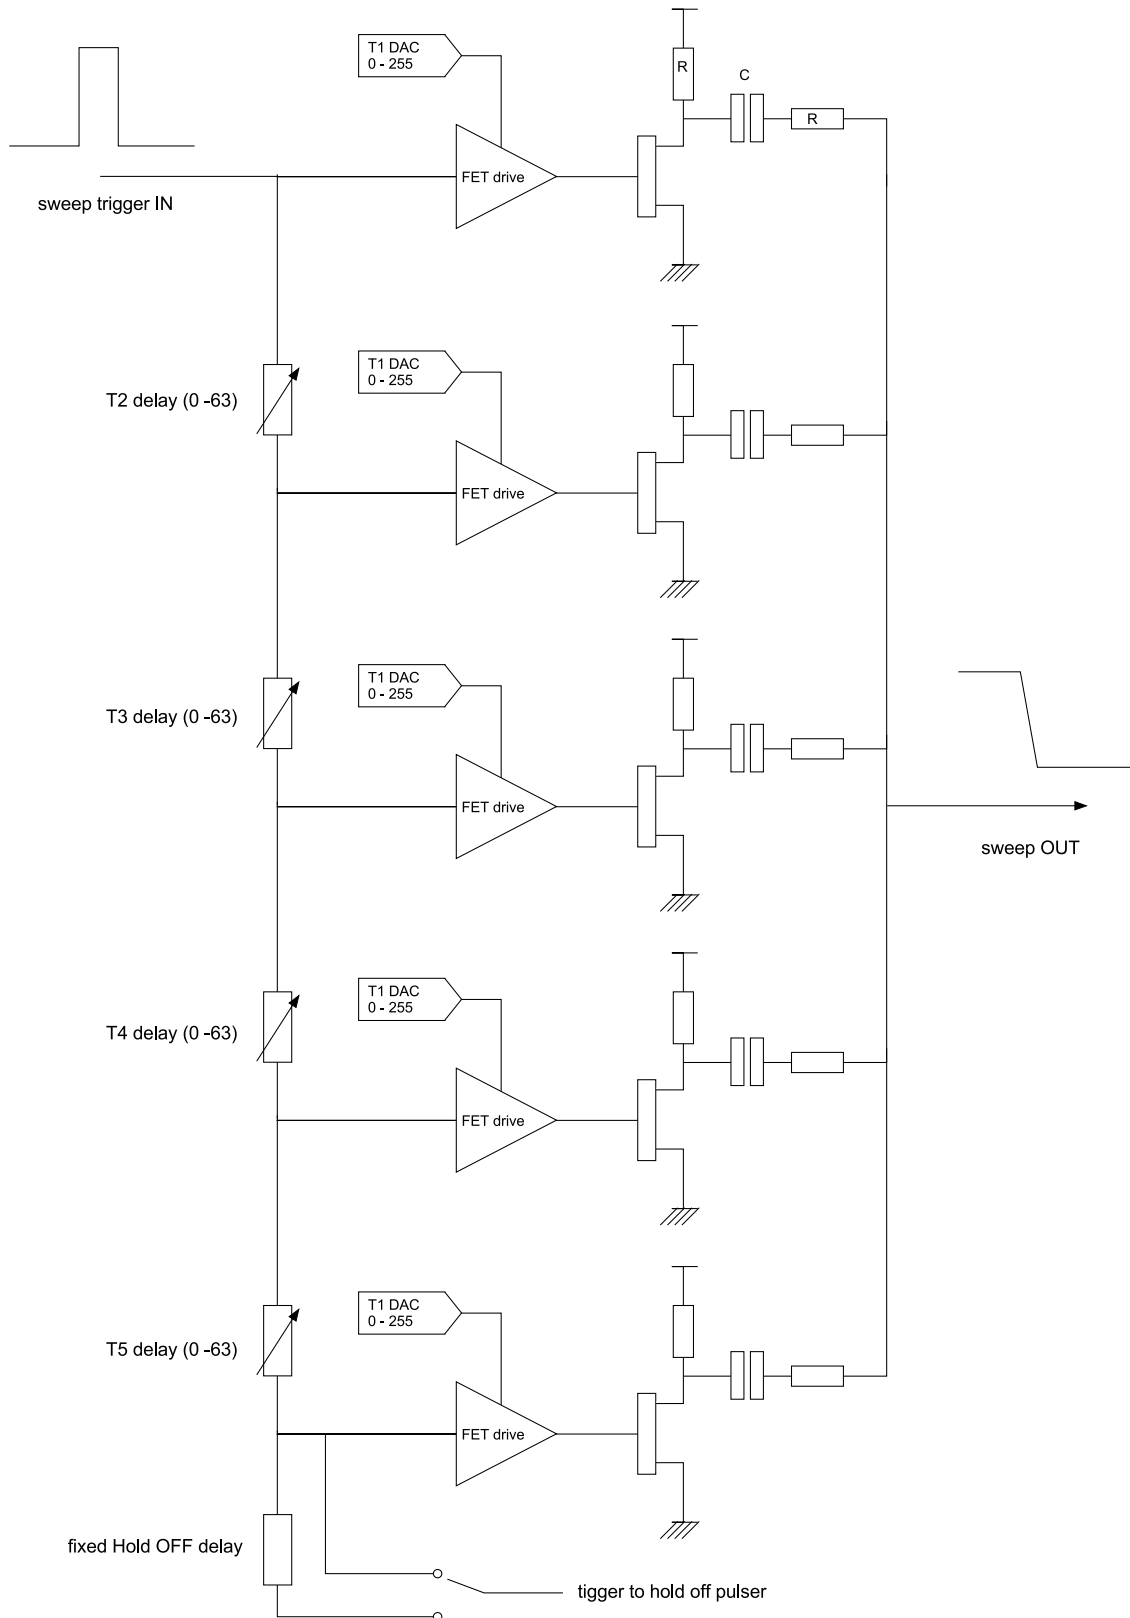 T1 DAC
0 - 255
R
C
R
FET drive
sweep trigger IN
T1 DAC
0 - 255
T2 delay (0 -63)
FET drive
T1 DAC
0 - 255
T3 delay (0 -63)
FET drive
sweep OUT
T1 DAC
0 - 255
T4 delay (0 -63)
FET drive
T1 DAC
0 - 255
T5 delay (0 -63)
FET drive
fixed Hold OFF delay
tigger to hold off pulser